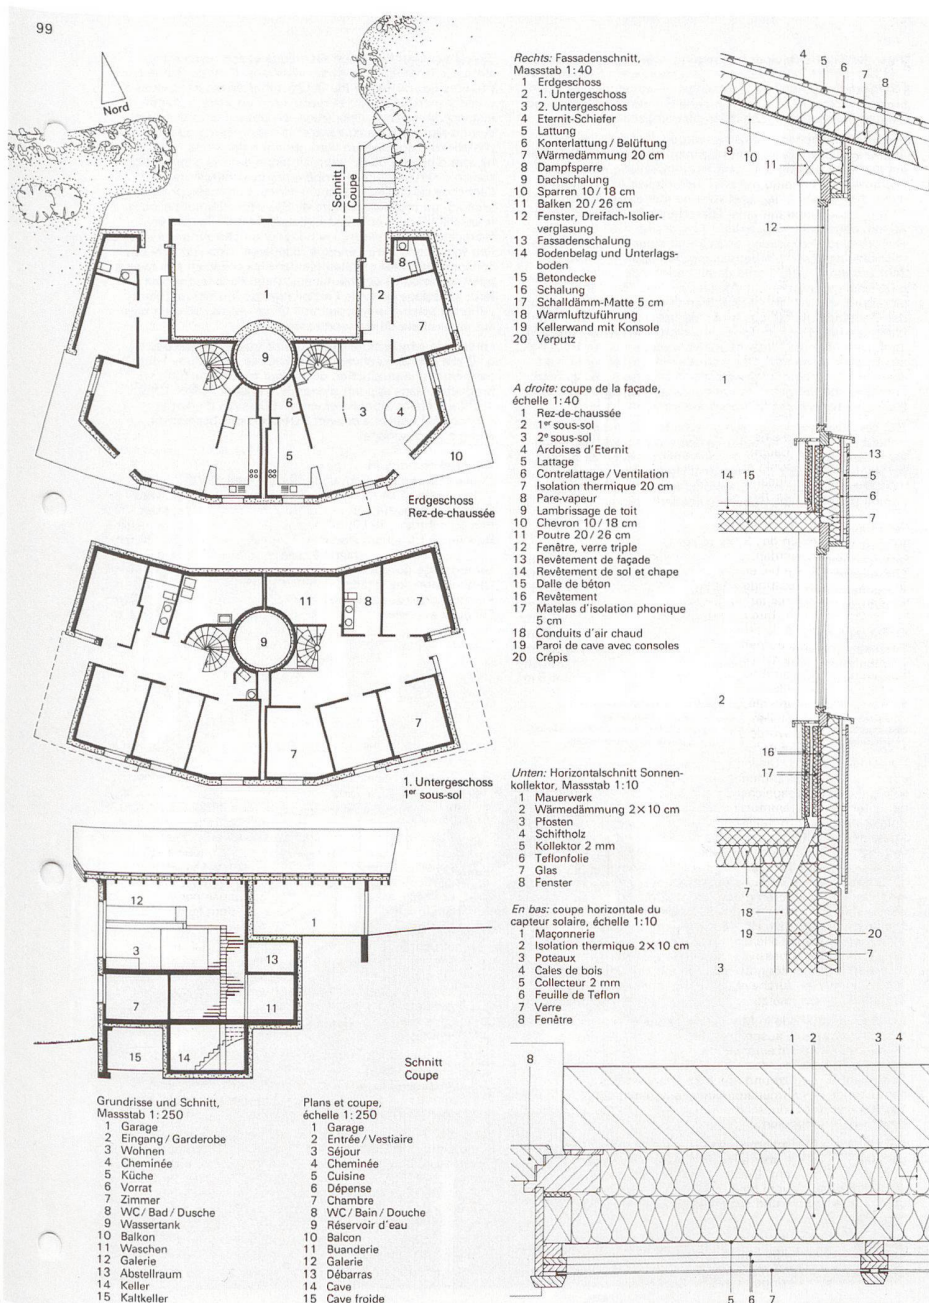 99
Nord
Schnitt
Coupe
1
2
8
7
9
6
3
4
5
10
Erdgeschoss
Rez-de-chaussée
11
8
7
9
7
7
1. Untergeschoss
1er sous-sol
12
1
3
13
7
11
15
14
Schnitt
Coupe
Grundrisse und Schnitt,
Massstab 1:250
1 Garage
2 Eingang/Garderobe
3 Wohnen
4 Cheminée
5 Küche
6 Vorrat
7 Zimmer
8 WC/Bad/Dusche
9 Wassertank
10 Balkon
11 Waschen
12 Galerie
13 Abstellraum
14 Keller
15 Kaltkeller
Plans et coupe,
échelle 1:250
1 Garage
2 Entrée/Vestiaire
3 Séjour
4 Cheminée
5 Cuisine
6 Dépense
7 Chambre
8 WC/Bain/Douche
9 Réservoir d'eau
10 Balcon
11 Buanderie
12 Galerie
13 Débarras
14 Cave
15 Cave froide
Rechts: Fassadenschnitt,
Massstab 1:40
1 Erdgeschoss
2 1. Untergeschoss
3 2. Untergeschoss
4 Eternit-Schiefer
5 Lattung
6 Konterlattung/Belüftung
7 Wärmedämmung 20 cm
8 Dampfsperre
9 Dachschalung
10 Sparren 10/18 cm
11 Balken 20/26 cm
12 Fenster, Dreifach-Isolier-
verglasung
13 Fassadenschalung
14 Bodenbelag und Unterlags-
boden
15 Betondecke
16 Schalung
17 Schalldämm-Matte 5 cm
18 Warmluftzuführung
19 Kellerwand mit Konsole
20 Verputz
A droite: coupe de la façade,
échelle 1:40
1 Rez-de-chaussée
2 1er sous-sol
3 2e sous-sol
4 Ardoises d'Eternit
5 Lattage
6 Contrelattage/Ventilation
7 Isolation thermique 20 cm
8 Pare-vapeur
9 Lambrissage de toit
10 Chevron 10/18 cm
11 Poutre 20/26 cm
12 Fenêtre, verre triple
13 Revêtement de façade
14 Revêtement de sol et chape
15 Dalle de béton
16 Revêtement
17 Matelas d'isolation phonique
5 cm
18 Conduits d'air chaud
19 Paroi de cave avec consoles
20 Crépis
Unten: Horizontalschnitt Sonnen-
kollektor, Massstab 1:10
1 Mauerwerk
2 Wärmedämmung 2×10 cm
3 Pfosten
4 Schiftholz
5 Kollektor 2 mm
6 Teflonfolie
7 Glas
8 Fenster
En bas: coupe horizontale du
capteur solaire, échelle 1:10
1 Maçonnerie
2 Isolation thermique 2×10 cm
3 Poteaux
4 Cales de bois
5 Collecteur 2 mm
6 Feuille de Teflon
7 Verre
8 Fenêtre
4
5
6
7
8
9
10
11
12
1
13
14
15
5
6
7
2
16
17
7
18
19
20
7
3
8
1
2
3
4
5
6
7